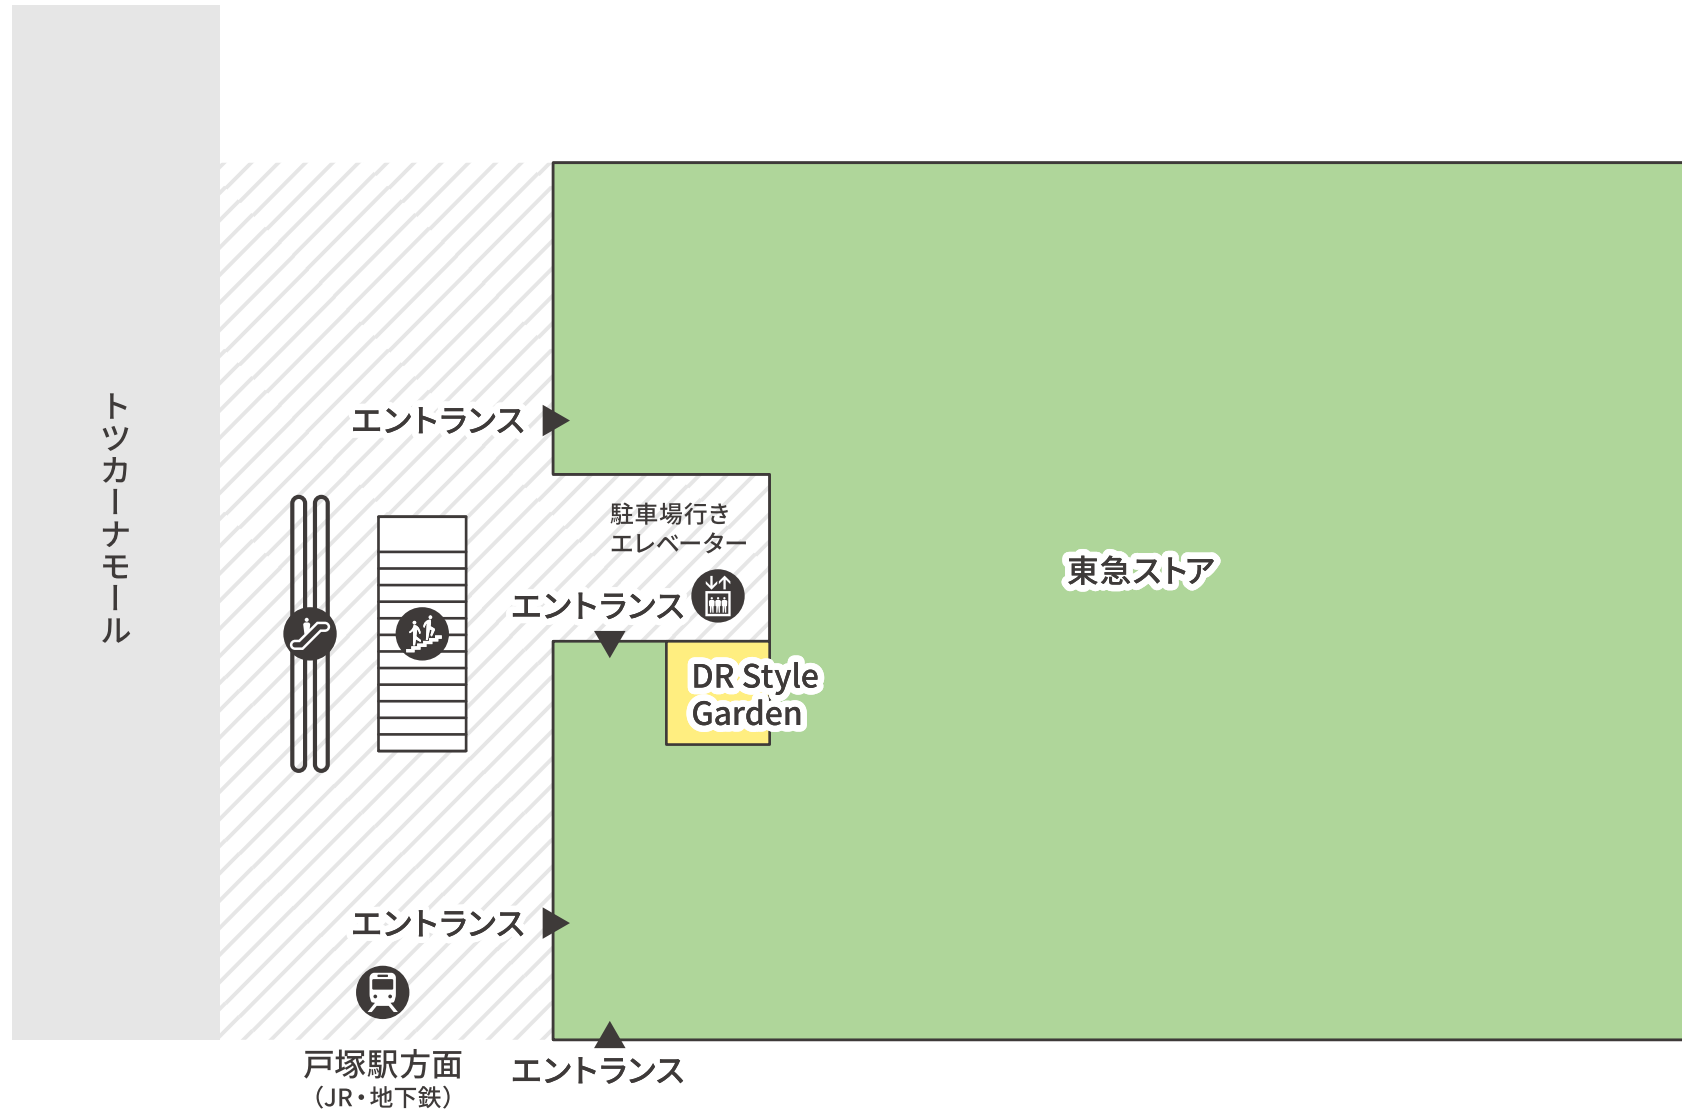 トツカーナモール
エントランス
駐車場行き
エレベーター
エントランス
東急ストア
DR Style
Garden
エントランス
戸塚駅方面
（JR・地下鉄）
エントランス